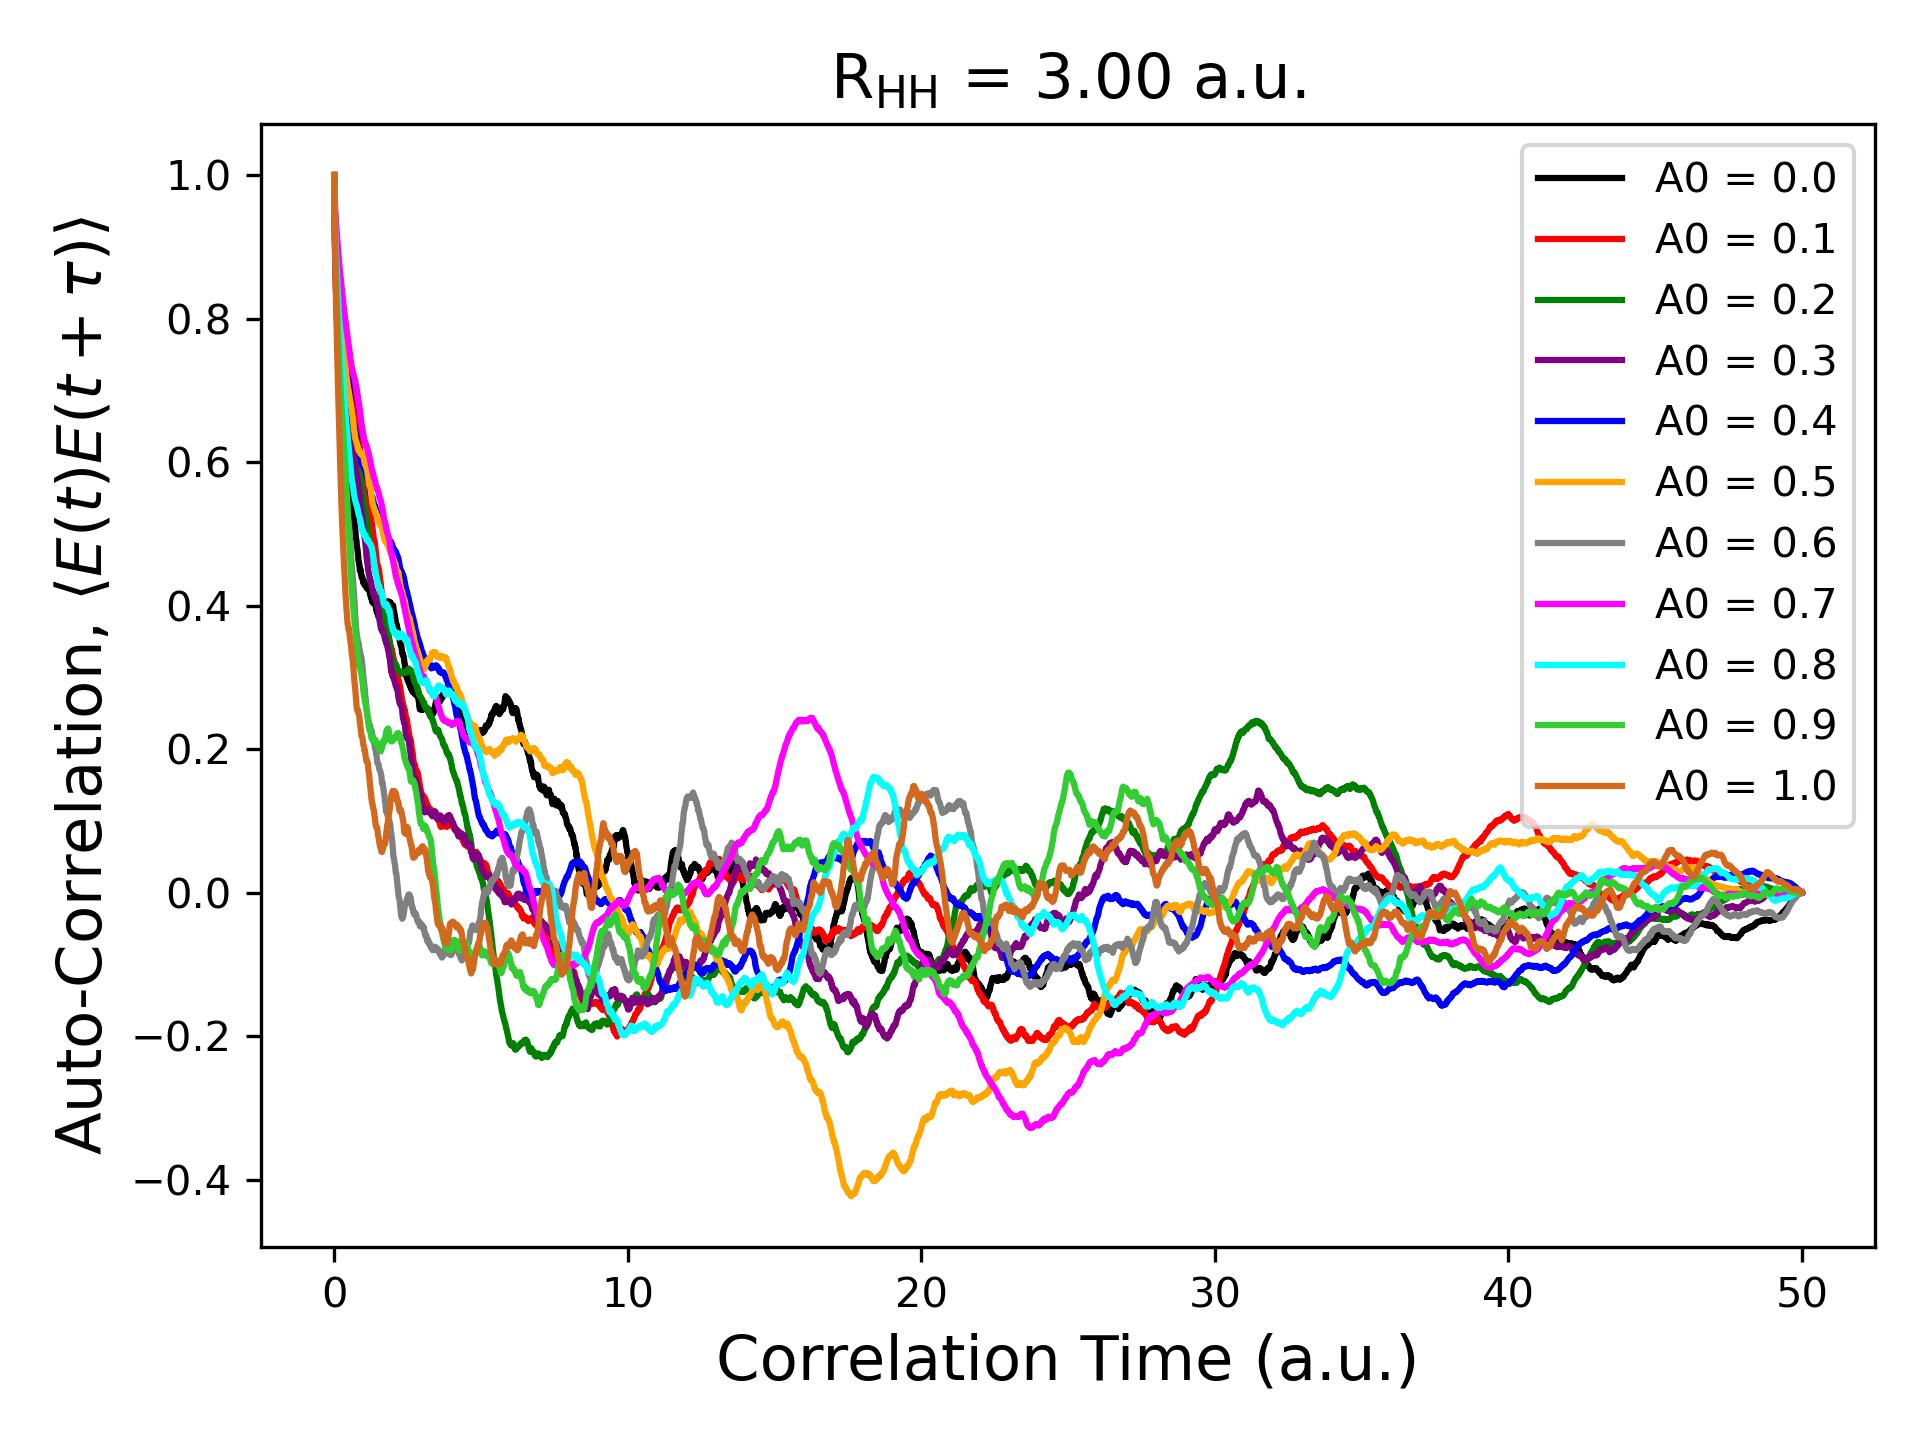 R_HH = 3.00 a.u.
Auto-Correlation, ⟨E(t)E(t + τ)⟩
1.0
0.8
0.6
0.4
0.2
0.0
−0.2
−0.4
A0 = 0.0
A0 = 0.1
A0 = 0.2
A0 = 0.3
A0 = 0.4
A0 = 0.5
A0 = 0.6
A0 = 0.7
A0 = 0.8
A0 = 0.9
A0 = 1.0
0 10 20 30 40 50
Correlation Time (a.u.)